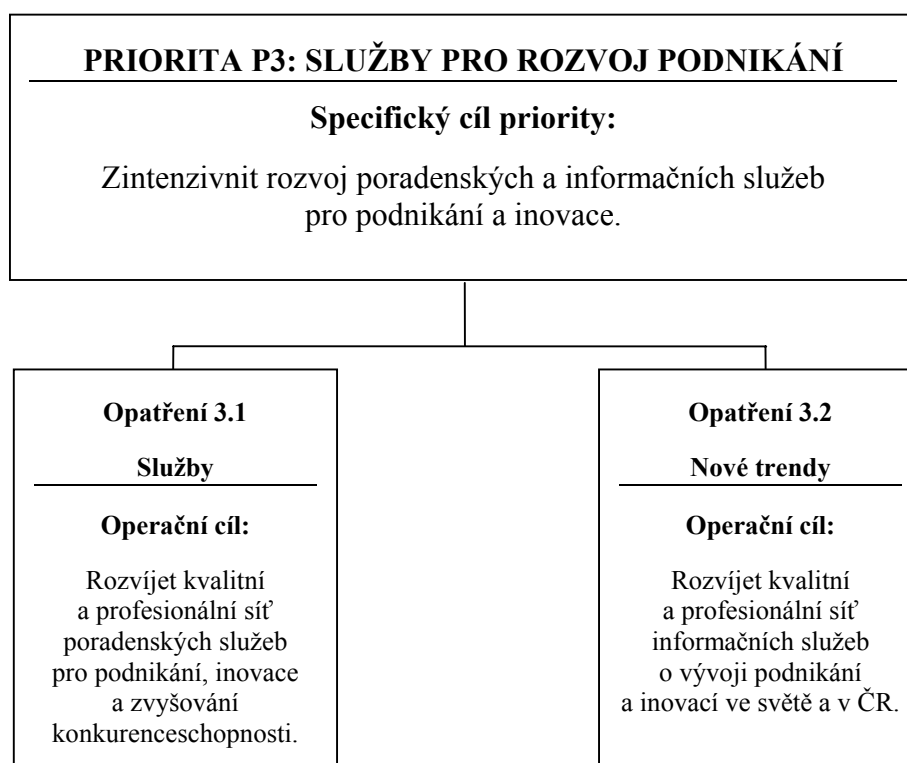 PRIORITA P3: SLUŽBY PRO ROZVOJ PODNIKÁNÍ
Specifický cíl priority:
Zintenzivnit rozvoj poradenských a informačních služeb
pro podnikání a inovace.
Opatření 3.1
Služby
Operační cíl:
Rozvíjet kvalitní
a profesionální síť
poradenských služeb
pro podnikání, inovace
a zvyšování
konkurenceschopnosti.
Opatření 3.2
Nové trendy
Operační cíl:
Rozvíjet kvalitní
a profesionální síť
informačních služeb
o vývoji podnikání
a inovací ve světě a v ČR.